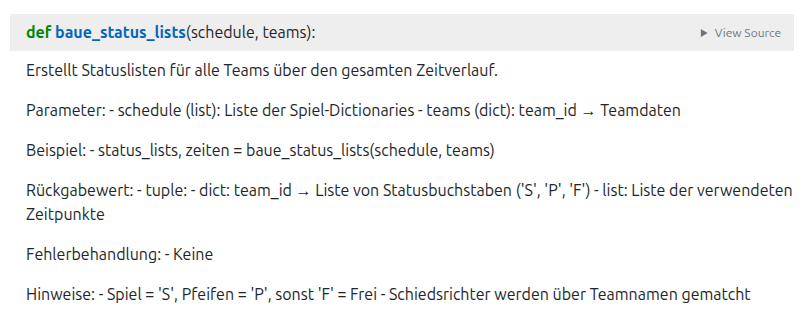 def baue_status_lists(schedule, teams):
▶ View Source
Erstellt Statuslisten für alle Teams über den gesamten Zeitverlauf.
Parameter: - schedule (list): Liste der Spiel-Dictionaries - teams (dict): team_id → Teamdaten
Beispiel: - status_lists, zeiten = baue_status_lists(schedule, teams)
Rückgabewert: - tuple: - dict: team_id → Liste von Statusbuchstaben ('S', 'P', 'F') - list: Liste der verwendeten
Zeitpunkte
Fehlerbehandlung: - Keine
Hinweise: - Spiel = 'S', Pfeifen = 'P', sonst 'F' = Frei - Schiedsrichter werden über Teamnamen gematcht